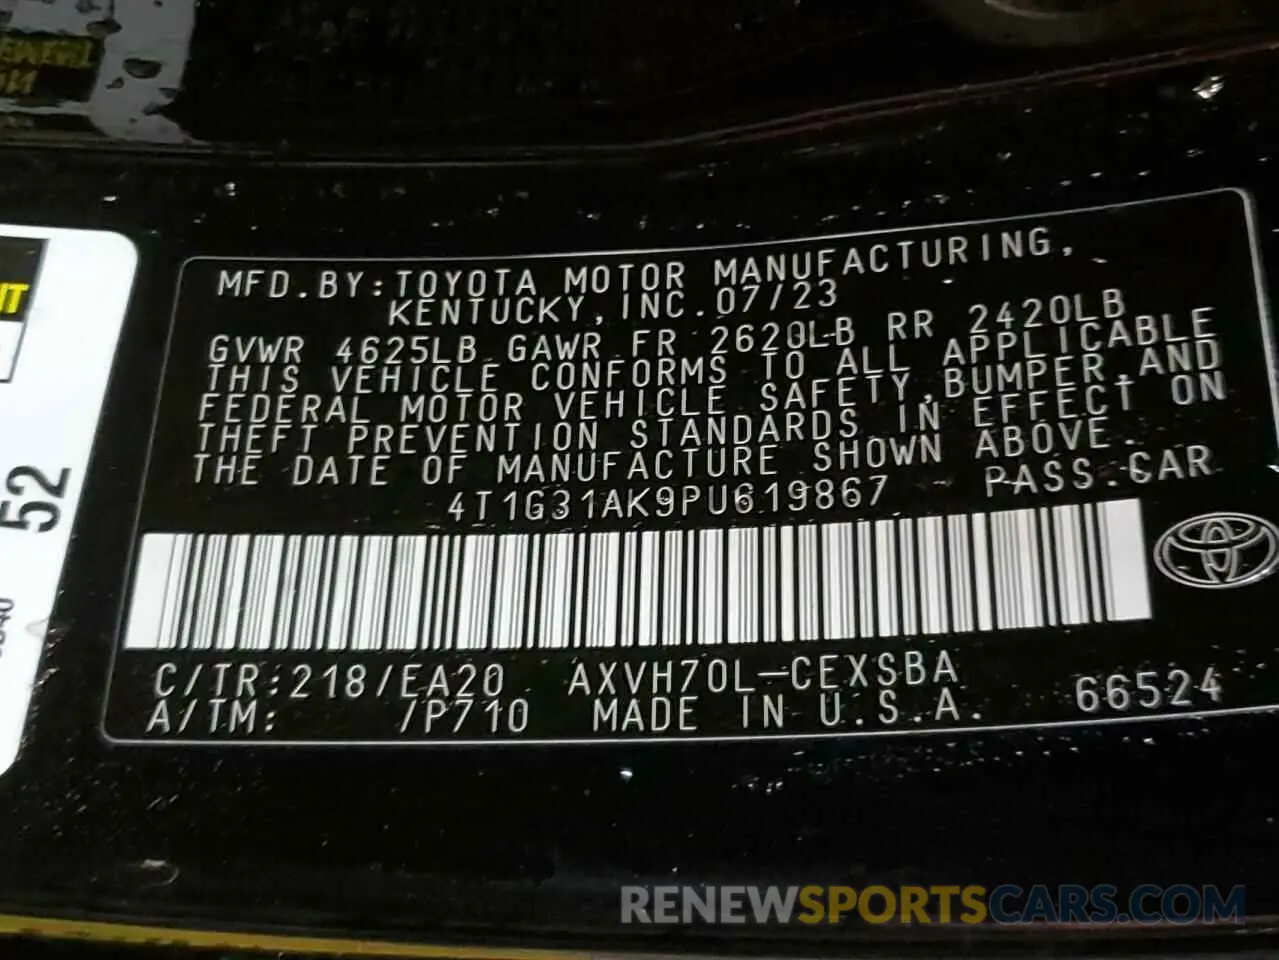 MFD.BY:TOYOTA MOTOR MANUFACTURING,
KENTUCKY,INC.07/23
GVWR 4625LB GAWR FR 2620LB RR 2420LB
THIS VEHICLE CONFORMS TO ALL APPLICABLE
FEDERAL MOTOR VEHICLE SAFETY,BUMPER,AND
THEFT PREVENTION STANDARDS IN EFFECT ON
THE DATE OF MANUFACTURE SHOWN ABOVE.
4T1G31AK9PU619867 PASS.CAR
C/TR:218/EA20 AXVH70L-CEXSBA 66524
A/TM: /P710 MADE IN U.S.A.
52
RENEWSPORTSCARS.COM